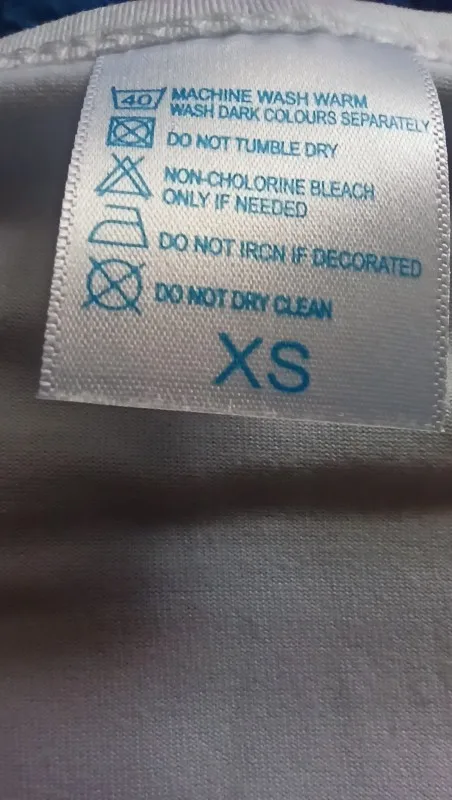 40 MACHINE WASH WARM
WASH DARK COLOURS SEPARATELY
DO NOT TUMBLE DRY
NON-CHOLORINE BLEACH
ONLY IF NEEDED
DO NOT IRON IF DECORATED
DO NOT DRY CLEAN
XS